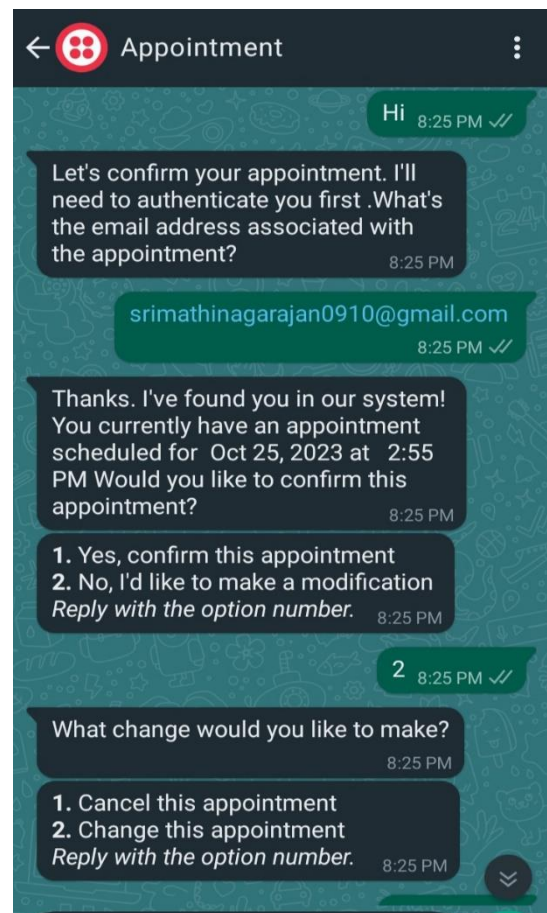 Appointment
Hi 8:25 PM
Let's confirm your appointment. I'll
need to authenticate you first .What's
the email address associated with
the appointment?
8:25 PM
srimathinagarajan0910@gmail.com
8:25 PM
Thanks. I've found you in our system!
You currently have an appointment
scheduled for Oct 25, 2023 at 2:55
PM Would you like to confirm this
appointment?
8:25 PM
1. Yes, confirm this appointment
2. No, I'd like to make a modification
Reply with the option number. 8:25 PM
2 8:25 PM
What change would you like to make?
8:25 PM
1. Cancel this appointment
2. Change this appointment
Reply with the option number. 8:25 PM